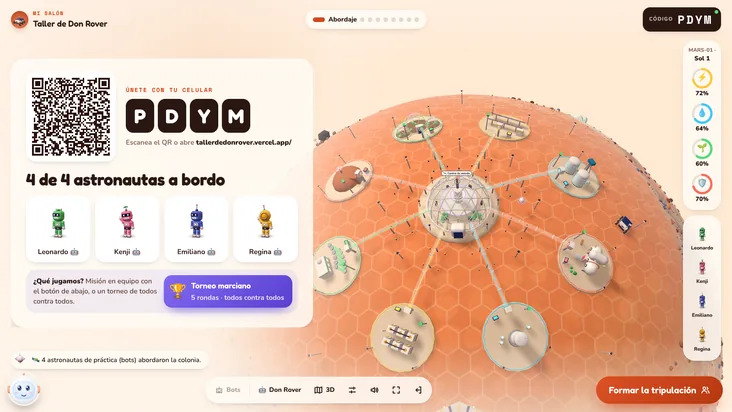 MI SALÓN
Taller de Don Rover
Abordaje
CÓDIGO PDYM
MARS-01 ·
Sol 1
72%
64%
60%
70%
ÚNETE CON TU CELULAR
P D Y M
Escanea el QR o abre tallerdedonrover.vercel.app/
4 de 4 astronautas a bordo
Leonardo
Kenji
Emiliano
Regina
¿Qué jugamos? Misión en equipo con
el botón de abajo, o un torneo de todos
contra todos.
Torneo marciano
5 rondas · todos contra todos
Leonardo
Kenji
Emiliano
Regina
4 astronautas de práctica (bots) abordaron la colonia.
Bots
Don Rover
3D
Formar la tripulación